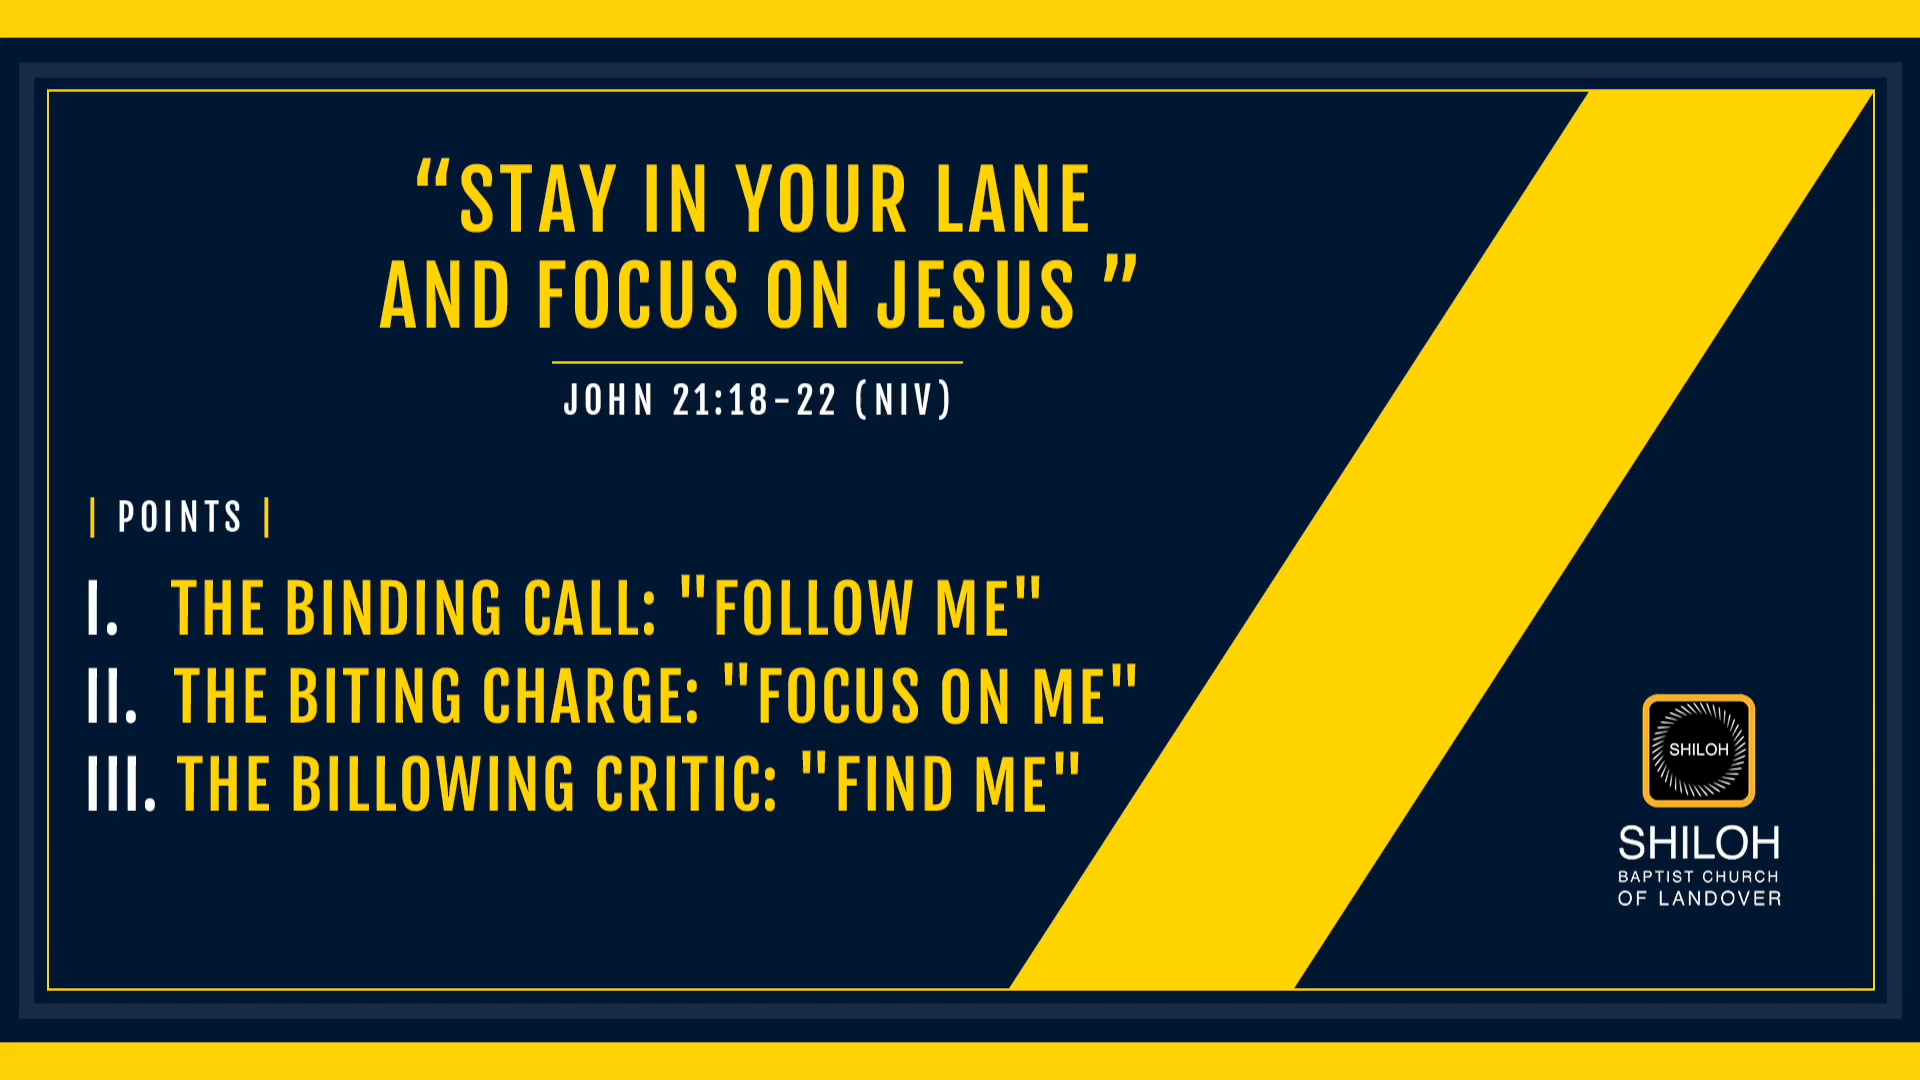 “STAY IN YOUR LANE
AND FOCUS ON JESUS ”
JOHN 21:18-22 (NIV)
| POINTS |
I. THE BINDING CALL: "FOLLOW ME"
II. THE BITING CHARGE: "FOCUS ON ME"
III. THE BILLOWING CRITIC: "FIND ME"
SHILOH
SHILOH
BAPTIST CHURCH
OF LANDOVER